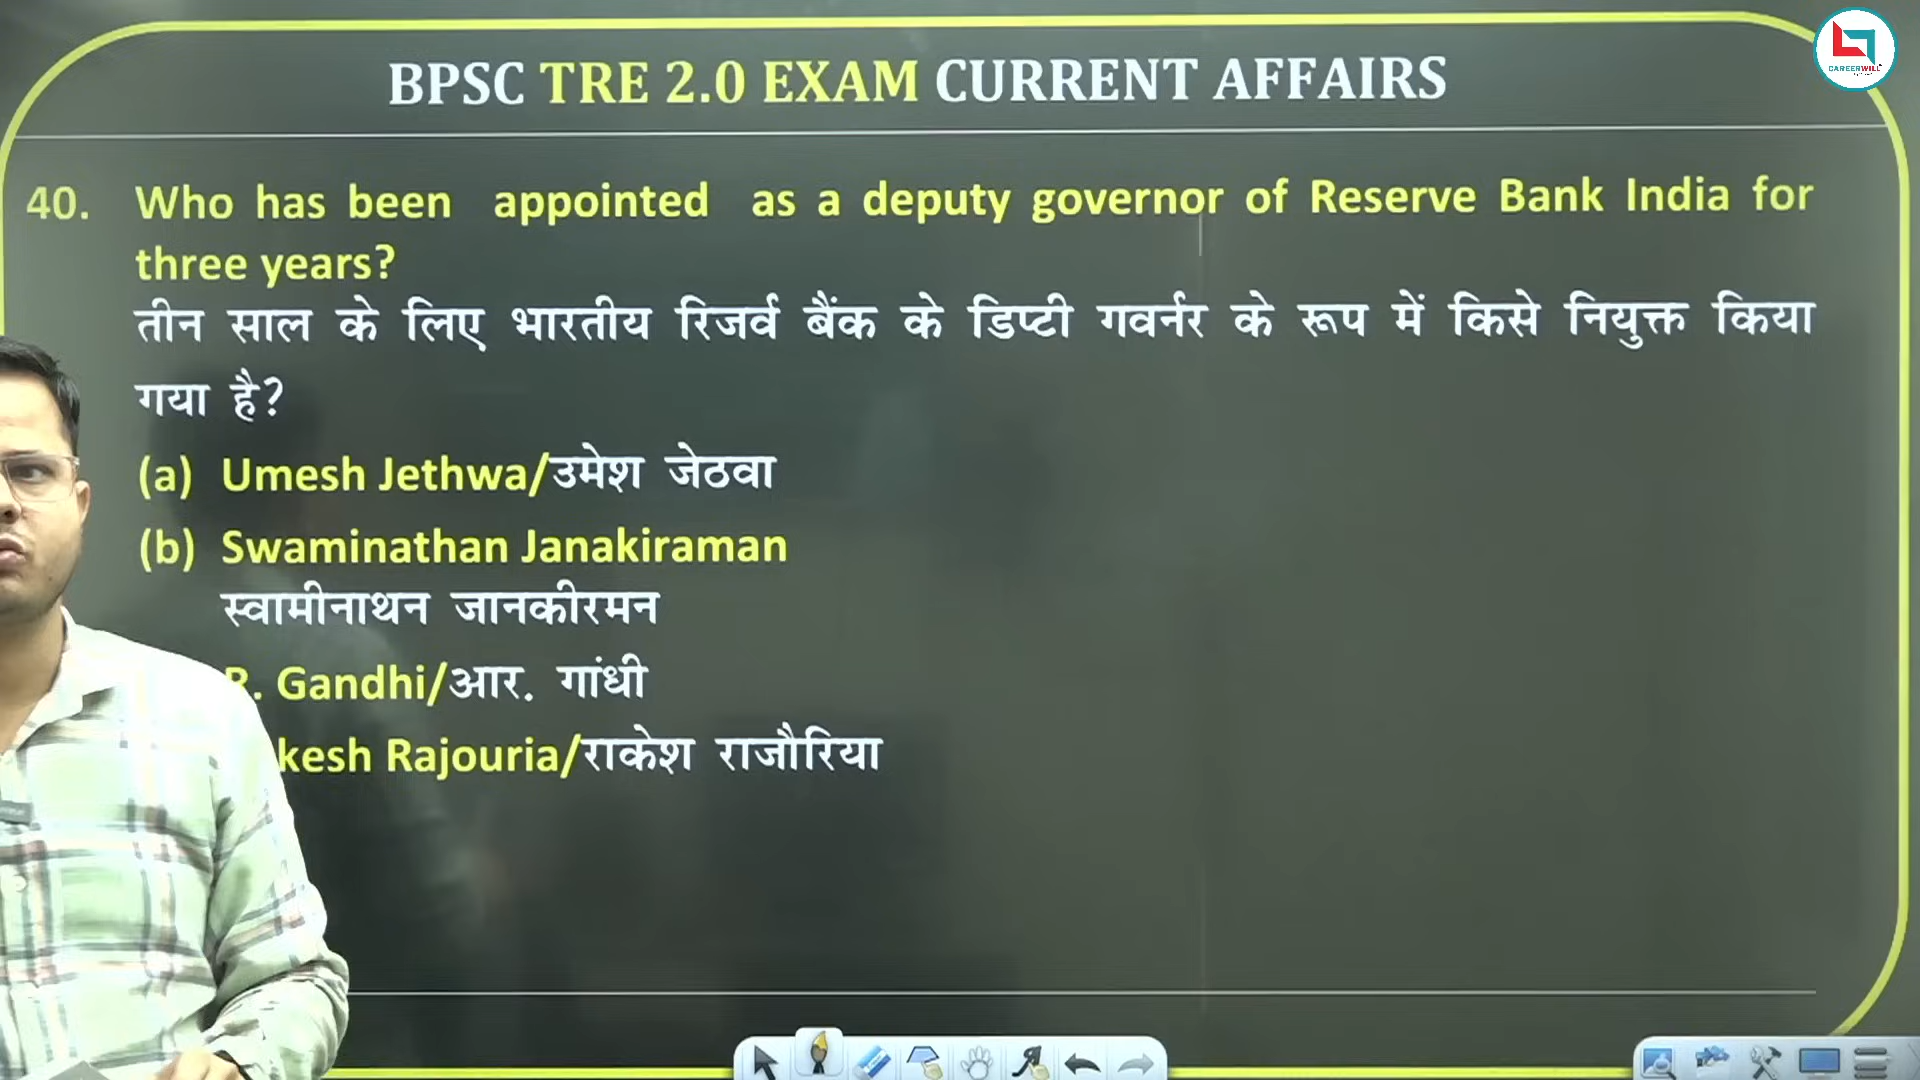 CAREERWILL
BPSC TRE 2.0 EXAM CURRENT AFFAIRS
40. Who has been appointed as a deputy governor of Reserve Bank India for
three years?
तीन साल के लिए भारतीय रिजर्व बैंक के डिप्टी गवर्नर के रूप में किसे नियुक्त किया
गया है?
(a) Umesh Jethwa/उमेश जेठवा
(b) Swaminathan Janakiraman
स्वामीनाथन जानकीरमन
R. Gandhi/आर. गांधी
kesh Rajouria/राकेश राजौरिया